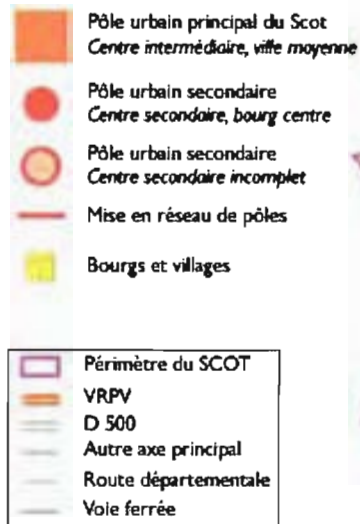 Pôle urbain principal du Scot
Centre intermédiaire, ville moyenne
Pôle urbain secondaire
Centre secondaire, bourg centre
Pôle urbain secondaire
Centre secondaire incomplet
Mise en réseau de pôles
Bourgs et villages
Périmètre du SCOT
VRPV
D 500
Autre axe principal
Route départementale
Voie ferrée